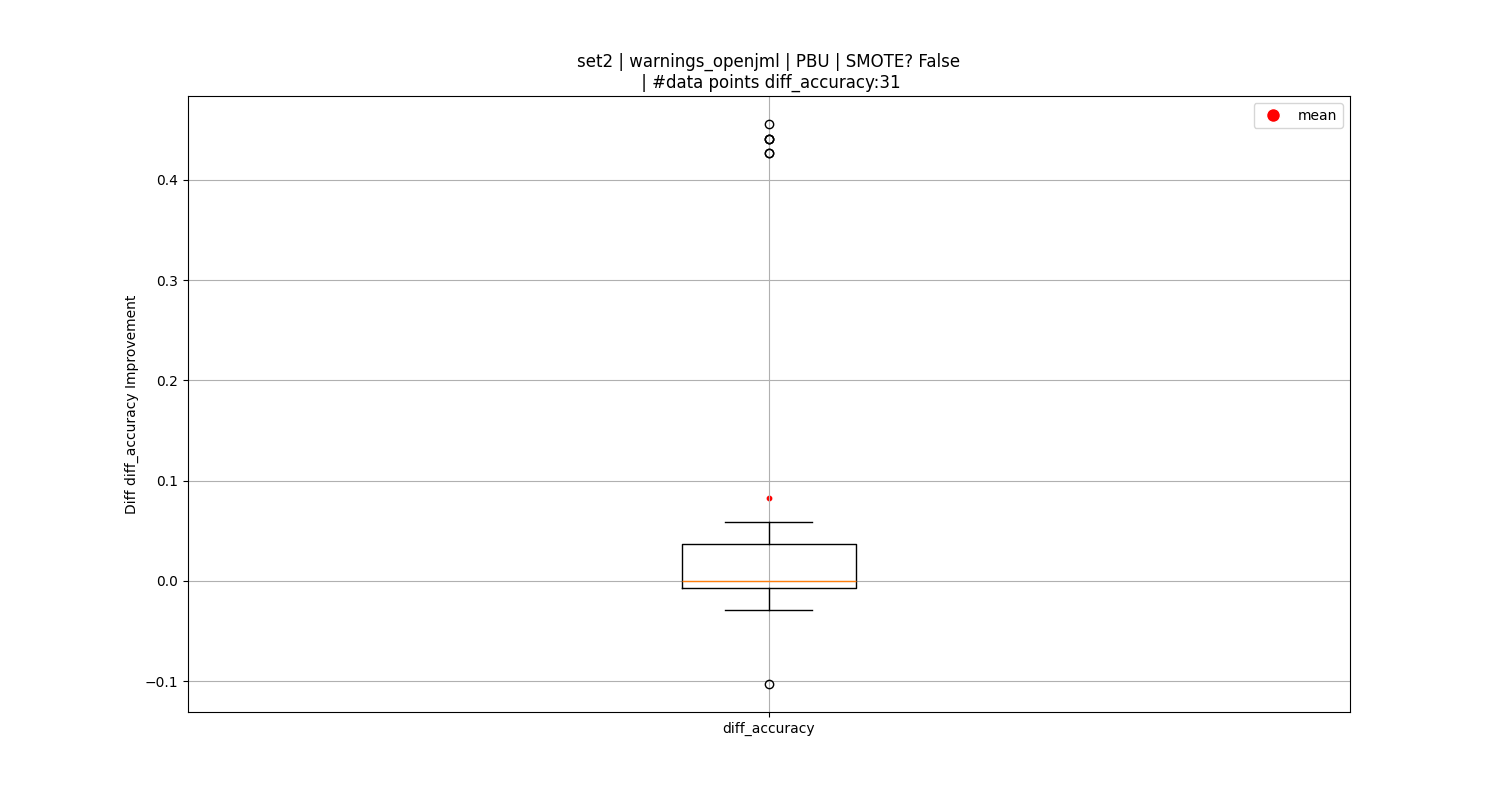 set2 | warnings_openjml | PBU | SMOTE? False
| #data points diff_accuracy:31
mean
0.4
0.3
0.2
0.1
0.0
−0.1
Diff diff_accuracy Improvement
diff_accuracy